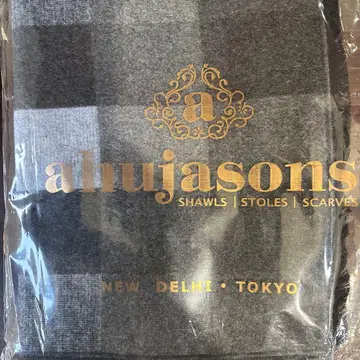 a
ahujasons
SHAWLS | STOLES | SCARVES
NEW DELHI • TOKYO